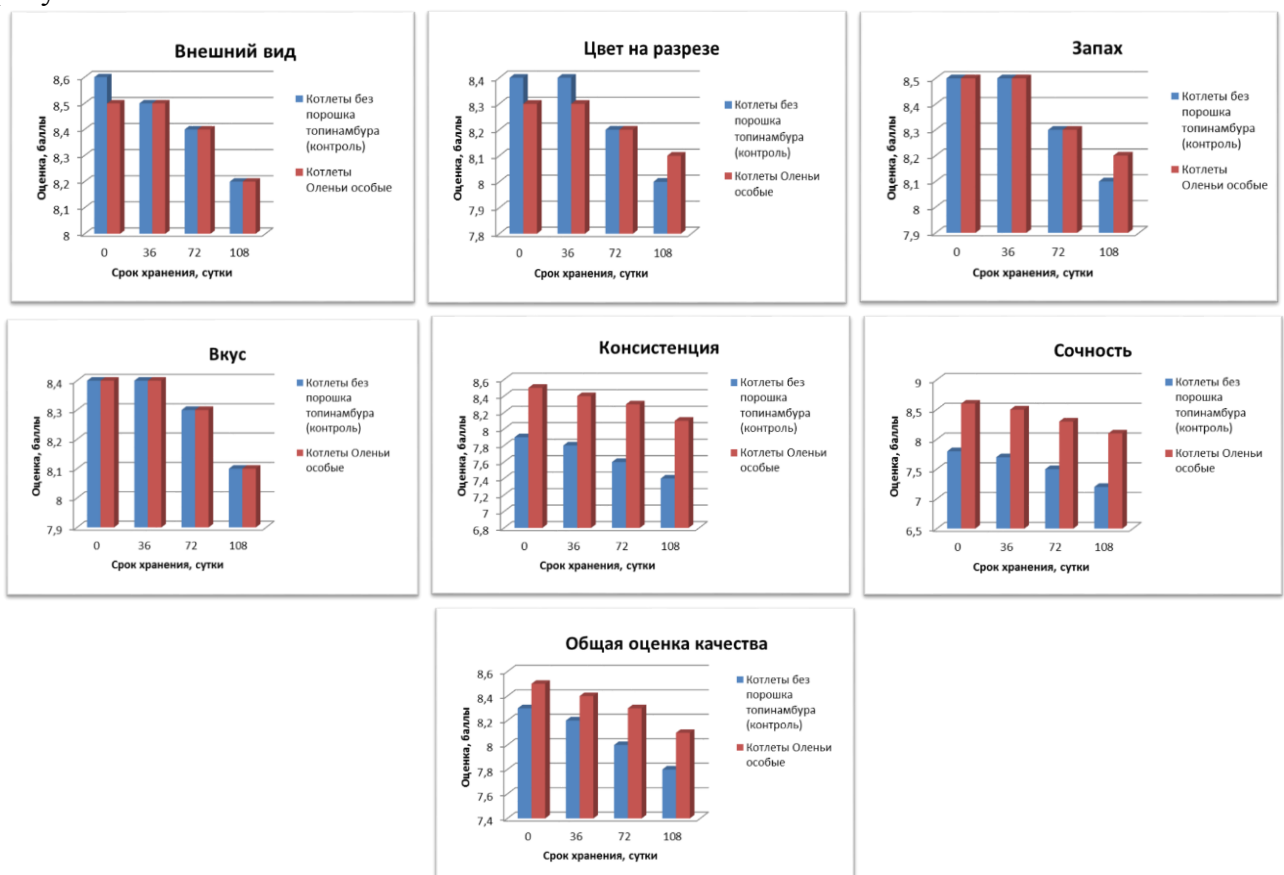 Внешний вид
Оценка, баллы
8,6
8,5
8,4
8,3
8,2
8,1
8
0 36 72 108
Срок хранения, сутки
Котлеты без
порошка
топинамбура
(контроль)
Котлеты
Оленьи особые
Цвет на разрезе
Оценка, баллы
8,4
8,3
8,2
8,1
8
7,9
7,8
0 36 72 108
Срок хранения, сутки
Котлеты без
порошка
топинамбура
(контроль)
Котлеты Оленьи
особые
Запах
Оценка, баллы
8,5
8,4
8,3
8,2
8,1
8
7,9
0 36 72 108
Срок хранения, сутки
Котлеты без
порошка
топинамбура
(контроль)
Котлеты
Оленьи особые
Вкус
Оценка, баллы
8,4
8,3
8,2
8,1
8
7,9
0 36 72 108
Срок хранения, сутки
Котлеты без
порошка
топинамбура
(контроль)
Котлеты Оленьи
особые
Консистенция
Оценка, баллы
8,6
8,4
8,2
8
7,8
7,6
7,4
7,2
7
6,8
0 36 72 108
Срок хранения, сутки
Котлеты без
порошка
топинамбура
(контроль)
Котлеты Оленьи
особые
Сочность
Оценка, баллы
9
8,5
8
7,5
7
6,5
0 36 72 108
Срок хранения, сутки
Котлеты без
порошка
топинамбура
(контроль)
Котлеты Оленьи
особые
Общая оценка качества
Оценка, баллы
8,6
8,4
8,2
8
7,8
7,6
7,4
0 36 72 108
Срок хранения, сутки
Котлеты без
порошка
топинамбура
(контроль)
Котлеты Оленьи
особые